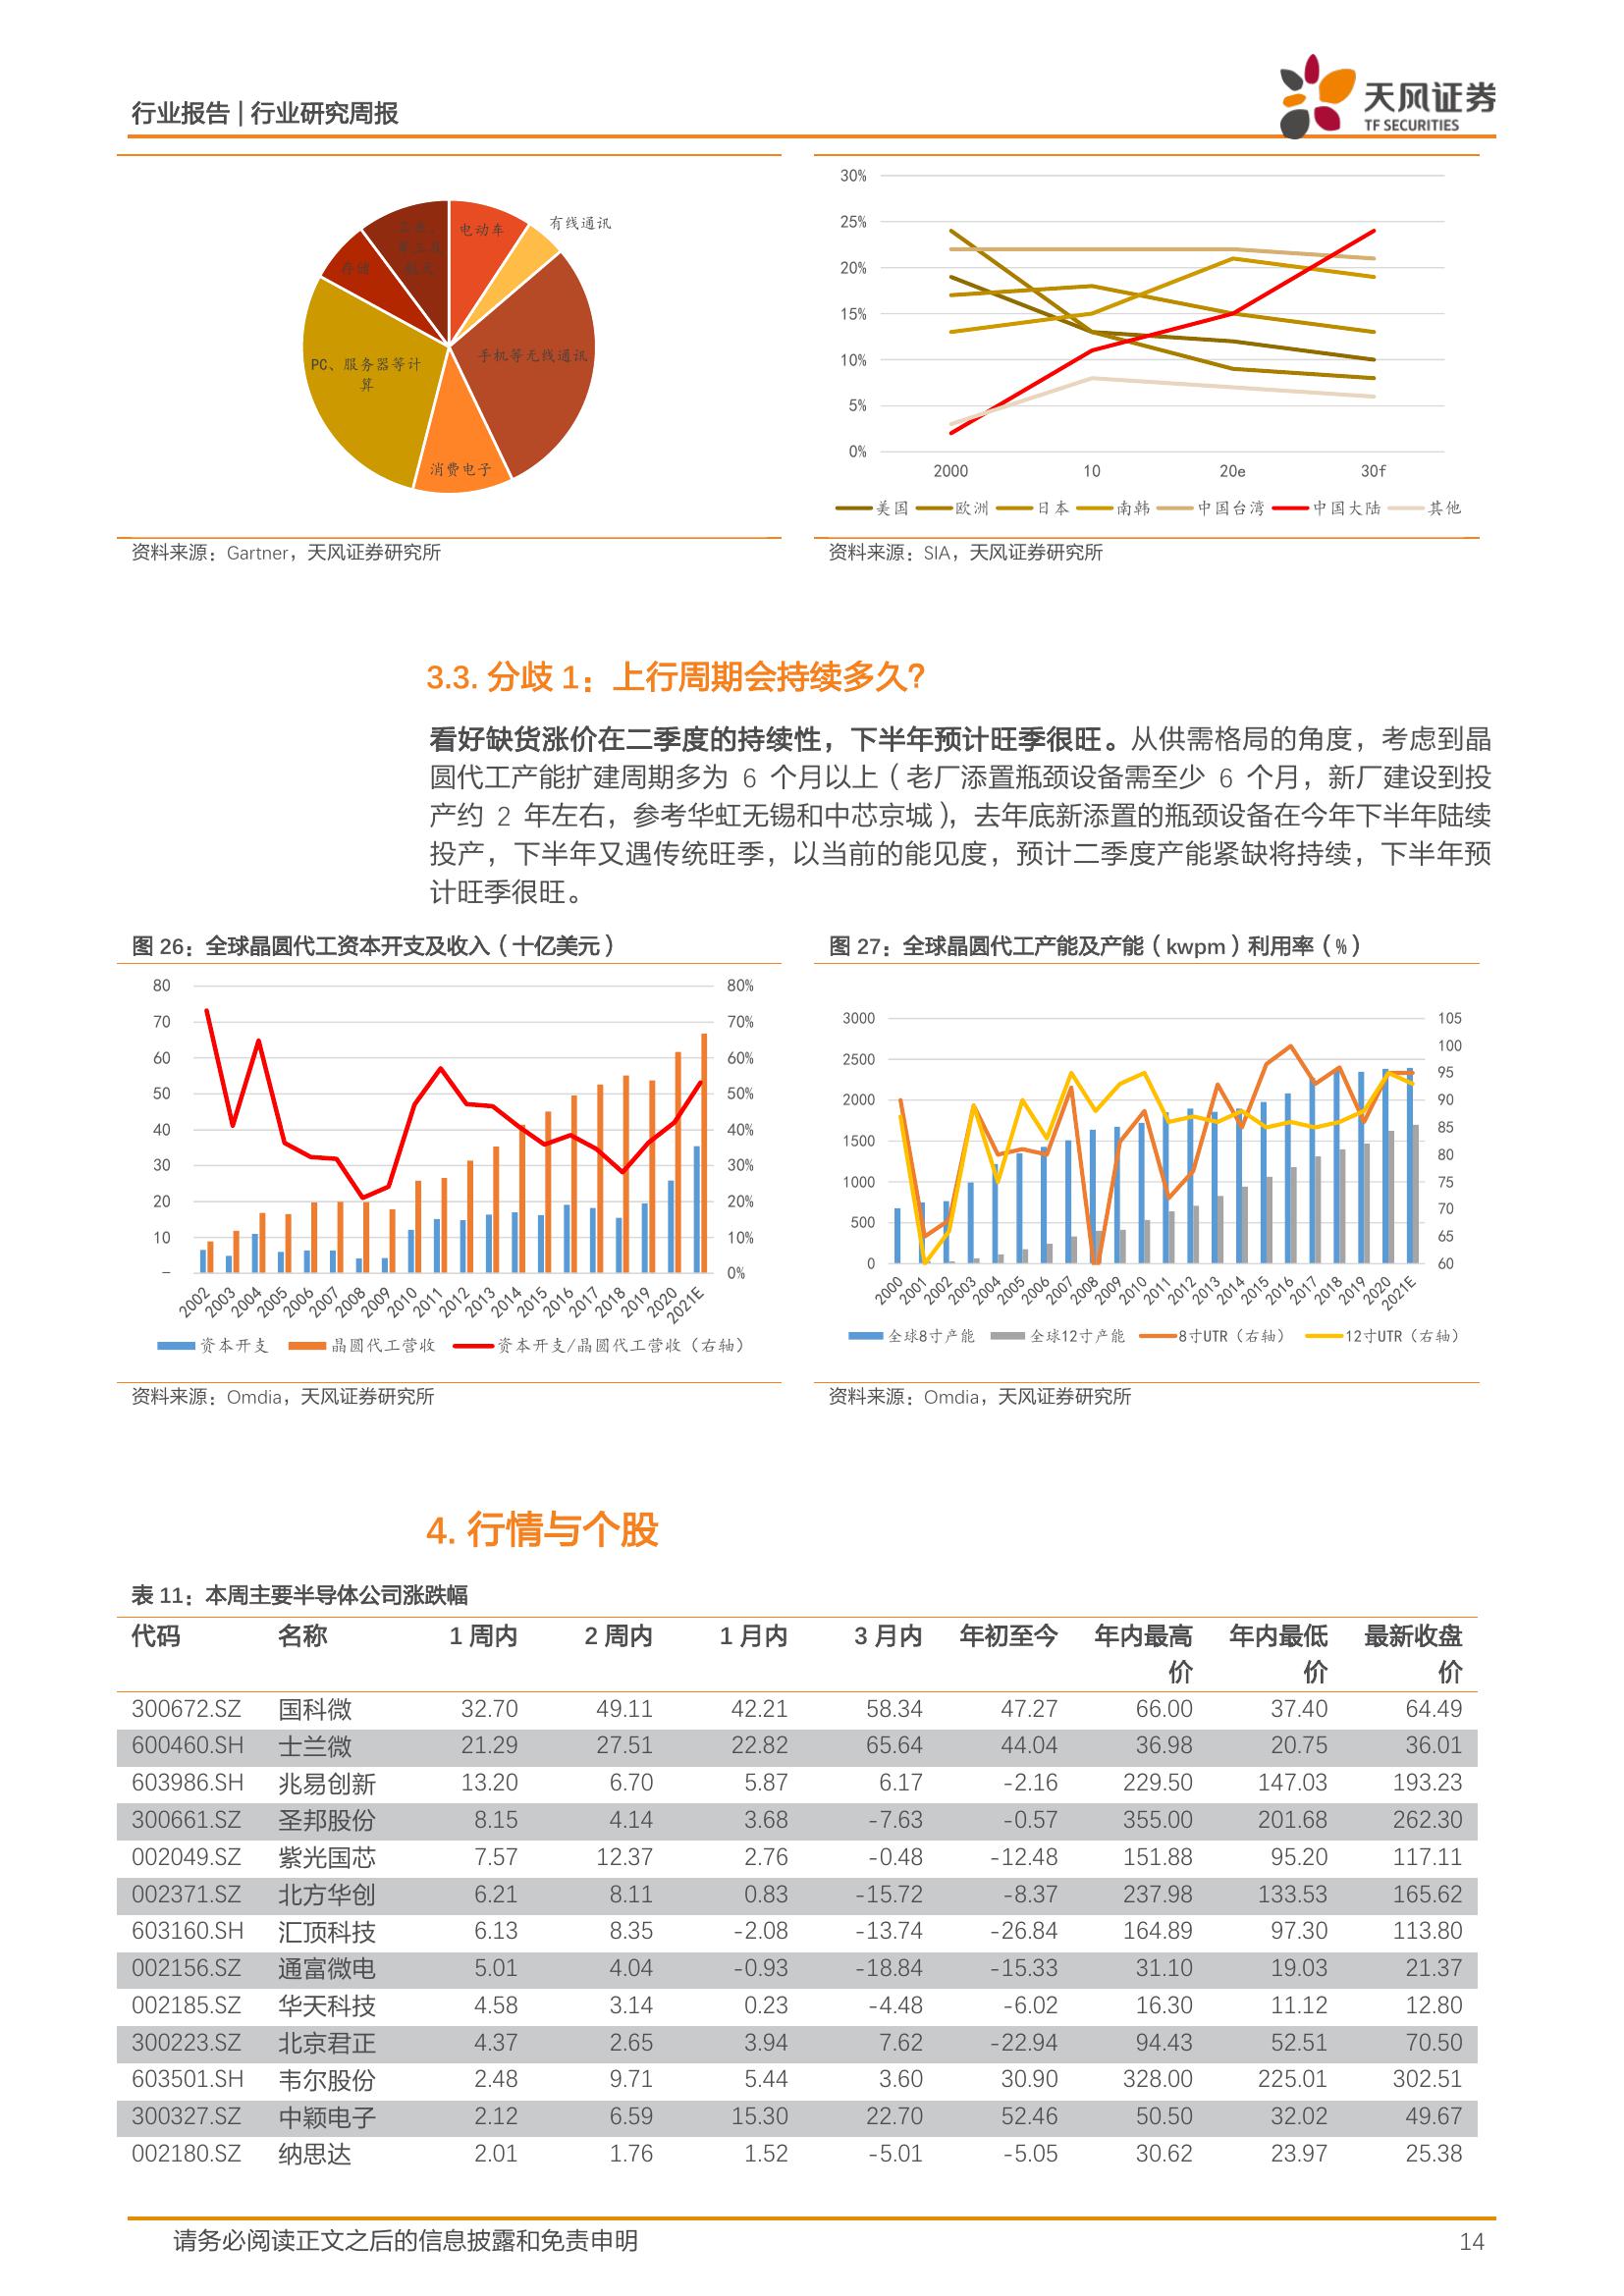 行业报告 | 行业研究周报
天风证券
TF SECURITIES
电动车
有线通讯
手机等无线通讯
消费电子
PC、服务器等计
算
存储
30%
25%
20%
15%
10%
5%
0%
2000 10 20e 30f
美国 欧洲 日本 南韩 中国台湾 中国大陆 其他
资料来源：Gartner，天风证券研究所
资料来源：SIA，天风证券研究所
3.3. 分歧 1：上行周期会持续多久？
看好缺货涨价在二季度的持续性，下半年预计旺季很旺。从供需格局的角度，考虑到晶
圆代工产能扩建周期多为 6 个月以上（老厂添置瓶颈设备需至少 6 个月，新厂建设到投
产约 2 年左右，参考华虹无锡和中芯京城），去年底新添置的瓶颈设备在今年下半年陆续
投产，下半年又遇传统旺季，以当前的能见度，预计二季度产能紧缺将持续，下半年预
计旺季很旺。
图 26：全球晶圆代工资本开支及收入（十亿美元）
80 80%
70 70%
60 60%
50 50%
40 40%
30 30%
20 20%
10 10%
– 0%
2002 2003 2004 2005 2006 2007 2008 2009 2010 2011 2012 2013 2014 2015 2016 2017 2018 2019 2020 2021E
资本开支 晶圆代工营收 资本开支/晶圆代工营收（右轴）
资料来源：Omdia，天风证券研究所
图 27：全球晶圆代工产能及产能（kwpm）利用率（%）
3000
2500
2000
1500
1000
500
0
105
100
95
90
85
80
75
70
65
60
2000 2001 2002 2003 2004 2005 2006 2007 2008 2009 2010 2011 2012 2013 2014 2015 2016 2017 2018 2019 2020 2021E
全球8寸产能 全球12寸产能 8寸UTR（右轴） 12寸UTR（右轴）
资料来源：Omdia，天风证券研究所
4. 行情与个股
表 11：本周主要半导体公司涨跌幅
代码 名称 1 周内 2 周内 1 月内 3 月内 年初至今 年内最高 年内最低 最新收盘
价 价 价
300672.SZ 国科微 32.70 49.11 42.21 58.34 47.27 66.00 37.40 64.49
600460.SH 士兰微 21.29 27.51 22.82 65.64 44.04 36.98 20.75 36.01
603986.SH 兆易创新 13.20 6.70 5.87 6.17 -2.16 229.50 147.03 193.23
300661.SZ 圣邦股份 8.15 4.14 3.68 -7.63 -0.57 355.00 201.68 262.30
002049.SZ 紫光国芯 7.57 12.37 2.76 -0.48 -12.48 151.88 95.20 117.11
002371.SZ 北方华创 6.21 8.11 0.83 -15.72 -8.37 237.98 133.53 165.62
603160.SH 汇顶科技 6.13 8.35 -2.08 -13.74 -26.84 164.89 97.30 113.80
002156.SZ 通富微电 5.01 4.04 -0.93 -18.84 -15.33 31.10 19.03 21.37
002185.SZ 华天科技 4.58 3.14 0.23 -4.48 -6.02 16.30 11.12 12.80
300223.SZ 北京君正 4.37 2.65 3.94 7.62 -22.94 94.43 52.51 70.50
603501.SH 韦尔股份 2.48 9.71 5.44 3.60 30.90 328.00 225.01 302.51
300327.SZ 中颖电子 2.12 6.59 15.30 22.70 52.46 50.50 32.02 49.67
002180.SZ 纳思达 2.01 1.76 1.52 -5.01 -5.05 30.62 23.97 25.38
请务必阅读正文之后的信息披露和免责申明 14